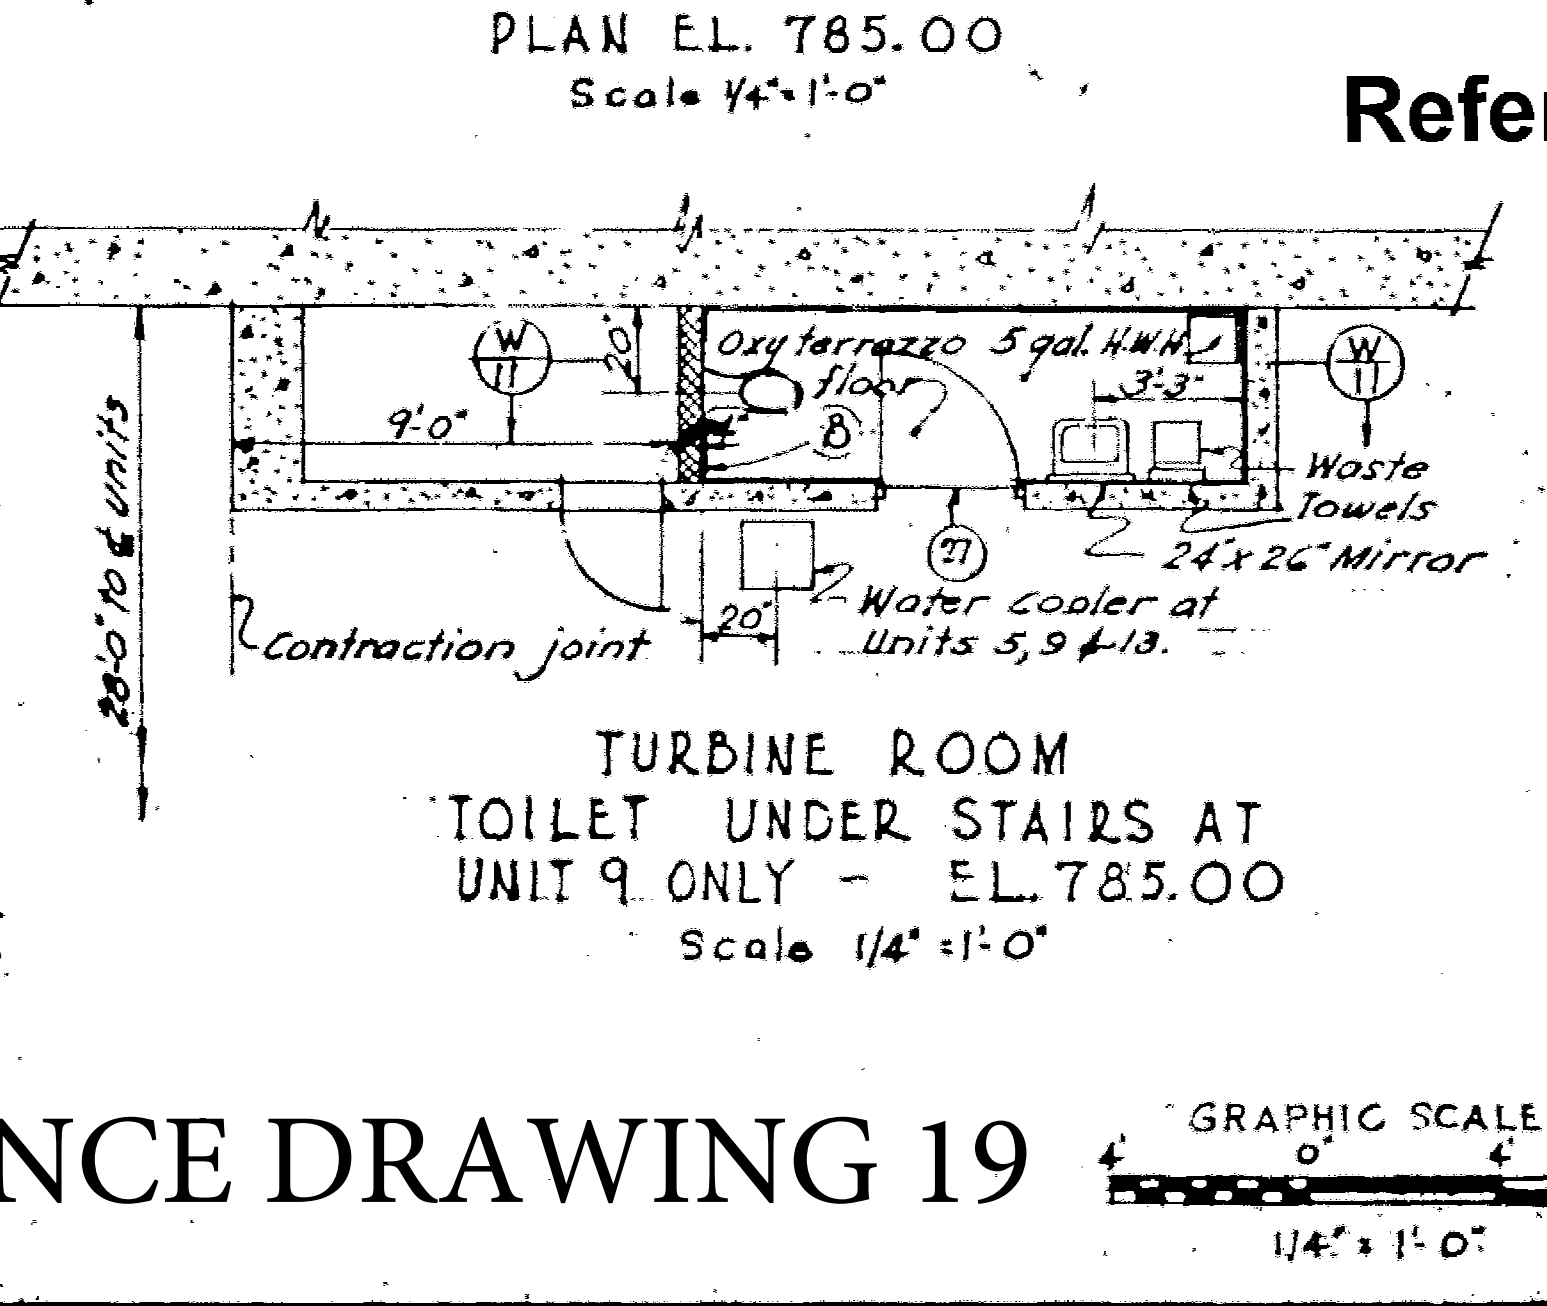 PLAN EL. 785.00
Scale 1/4"=1'-0"
Refer
W
11
20"
Oxy terrazzo
floor
5 gal. H.W.H.
3'-3"
W
11
9'-0"
4"
B
Waste
Towels
24"x 26" Mirror
27
28'-0" to ℄ units
Contraction joint
20"
Water cooler at
Units 5, 9 & 13.
TURBINE ROOM
TOILET UNDER STAIRS AT
UNIT 9 ONLY - EL. 785.00
Scale 1/4" =1'-0"
NCE DRAWING 19
GRAPHIC SCALE
4' 0" 4'
1/4" = 1'-0"